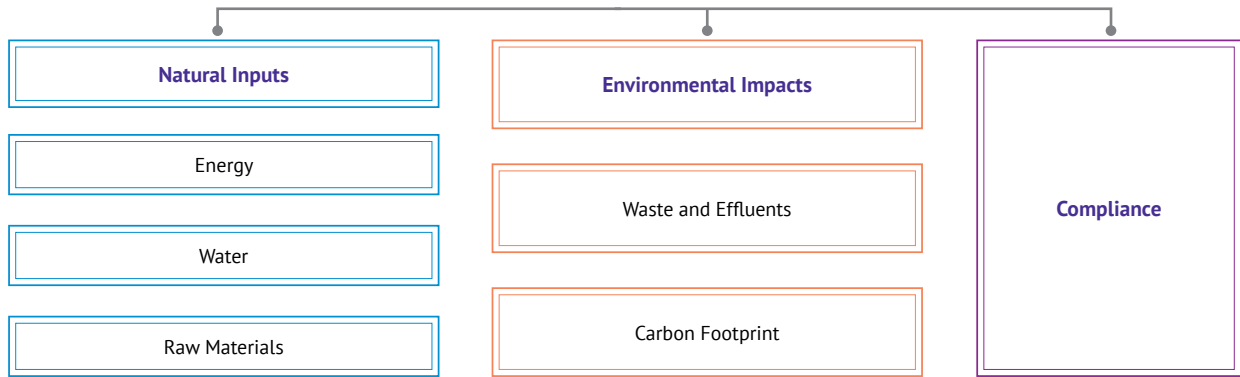 Natural Inputs
Energy
Water
Raw Materials
Environmental Impacts
Waste and Effluents
Carbon Footprint
Compliance